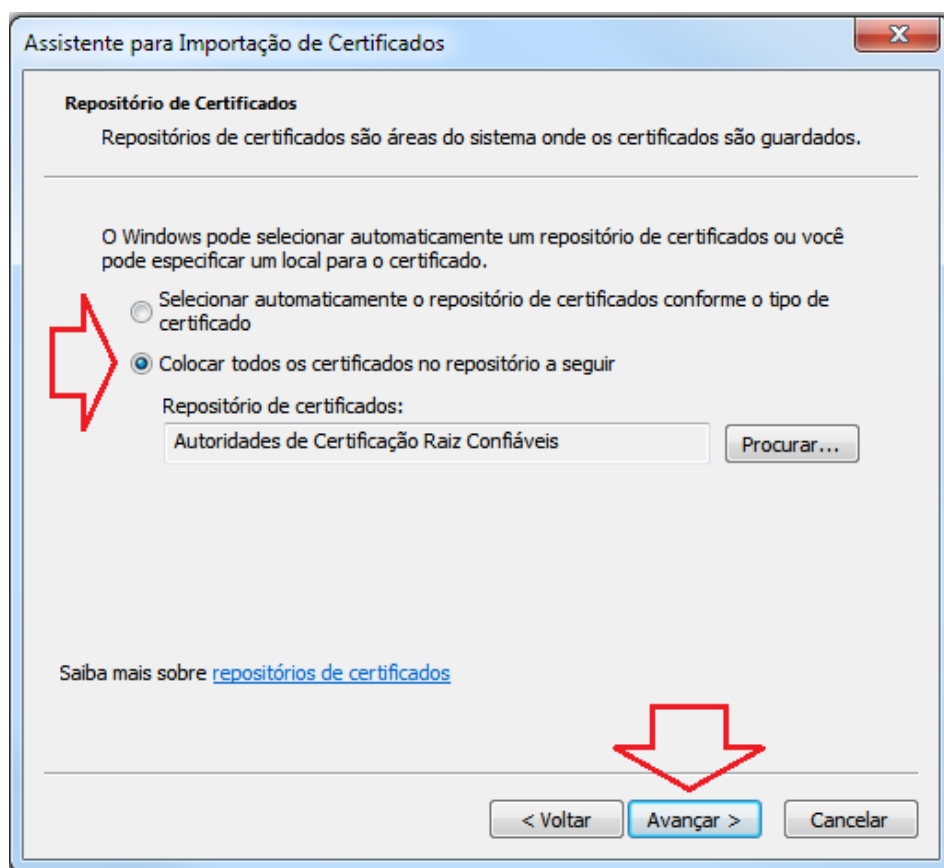 Assistente para Importação de Certificados
Repositório de Certificados
Repositórios de certificados são áreas do sistema onde os certificados são guardados.
O Windows pode selecionar automaticamente um repositório de certificados ou você
pode especificar um local para o certificado.
Selecionar automaticamente o repositório de certificados conforme o tipo de
certificado
Colocar todos os certificados no repositório a seguir
Repositório de certificados:
Autoridades de Certificação Raiz Confiáveis
Procurar...
Saiba mais sobre repositórios de certificados
< Voltar
Avançar >
Cancelar